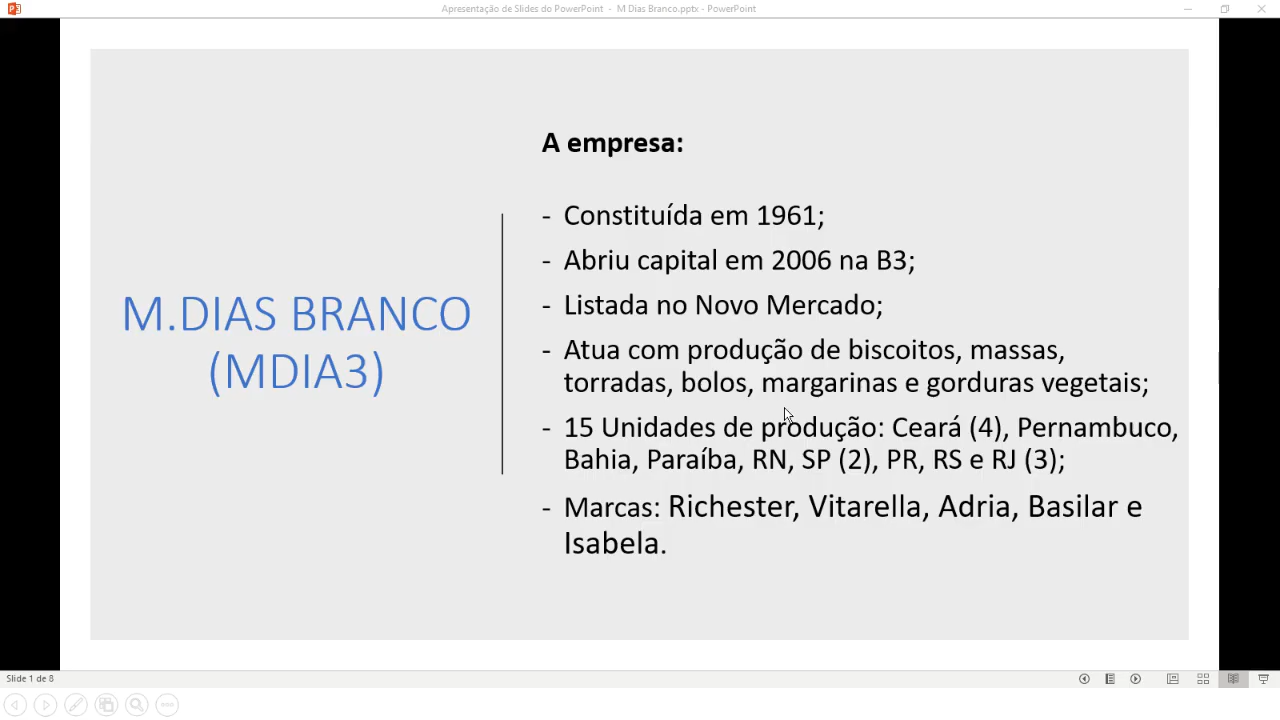 Apresentação de Slides do PowerPoint - M Dias Branco.pptx - PowerPoint
A empresa:
- Constituída em 1961;
- Abriu capital em 2006 na B3;
- Listada no Novo Mercado;
- Atua com produção de biscoitos, massas,
torradas, bolos, margarinas e gorduras vegetais;
- 15 Unidades de produção: Ceará (4), Pernambuco,
Bahia, Paraíba, RN, SP (2), PR, RS e RJ (3);
- Marcas: Richester, Vitarella, Adria, Basilar e
Isabela.
M.DIAS BRANCO
(MDIA3)
Slide 1 de 8